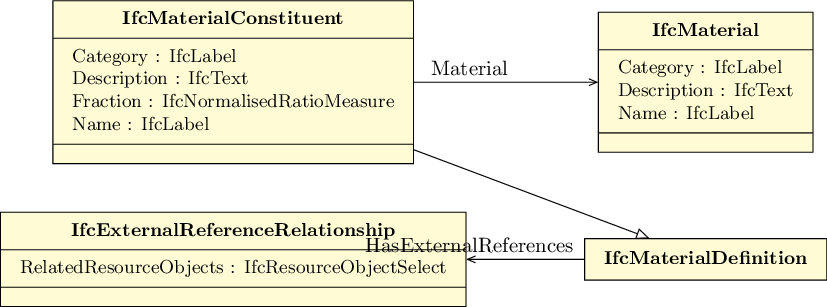 IfcMaterialConstituent
Category : IfcLabel
Description : IfcText
Fraction : IfcNormalisedRatioMeasure
Name : IfcLabel
Material
IfcMaterial
Category : IfcLabel
Description : IfcText
Name : IfcLabel
IfcExternalReferenceRelationship
RelatedResourceObjects : IfcResourceObjectSelect
HasExternalReferences
IfcMaterialDefinition